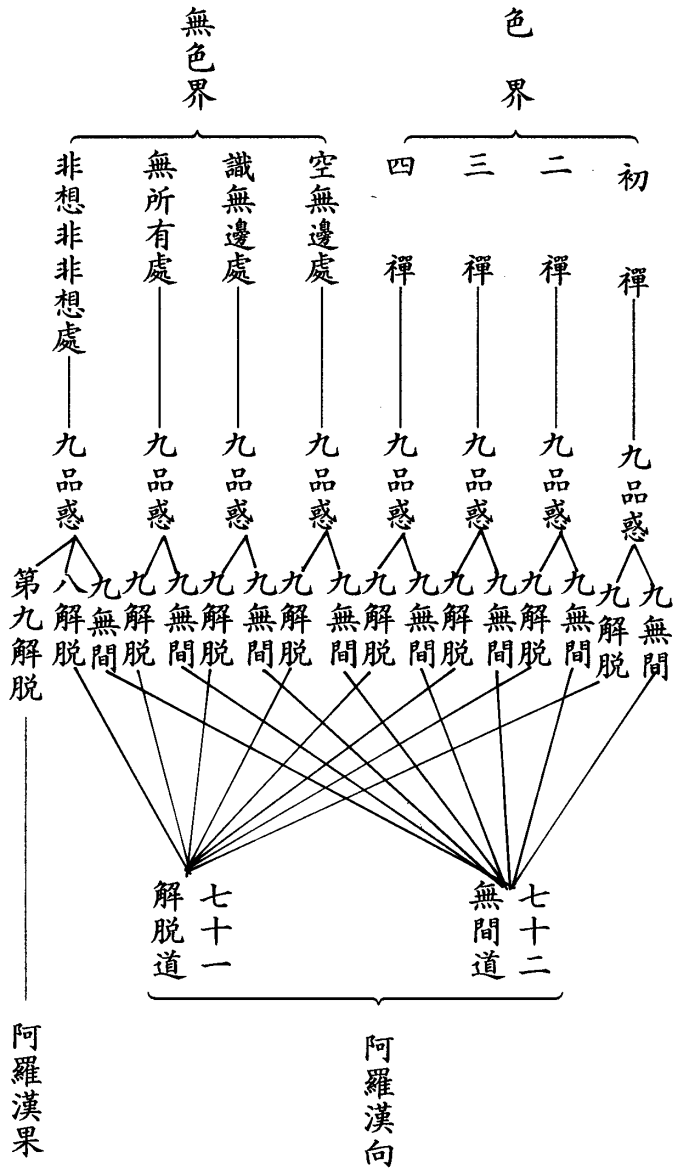 色界
初禪
二禪
三禪
四禪
無色界
空無邊處
識無邊處
無所有處
非想非非想處
九品惑
九品惑
九品惑
九品惑
九品惑
九品惑
九品惑
九品惑
九無間
九解脱
九無間
九解脱
九無間
九解脱
九無間
九解脱
九無間
九解脱
九無間
九解脱
九無間
九解脱
九無間
八解脱
第九解脱
七十二
無間道
七十一
解脱道
阿羅漢向
阿羅漢果